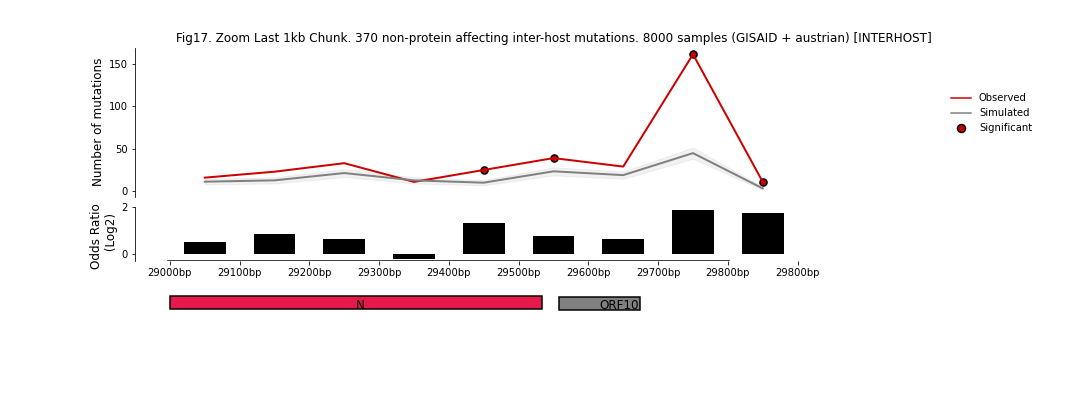 Fig17. Zoom Last 1kb Chunk. 370 non-protein affecting inter-host mutations. 8000 samples (GISAID + austrian) [INTERHOST]
Number of mutations
150
100
50
0
Observed
Simulated
Significant
Odds Ratio
(Log2)
2
0
29000bp 29100bp 29200bp 29300bp 29400bp 29500bp 29600bp 29700bp 29800bp 29800bp
N ORF10